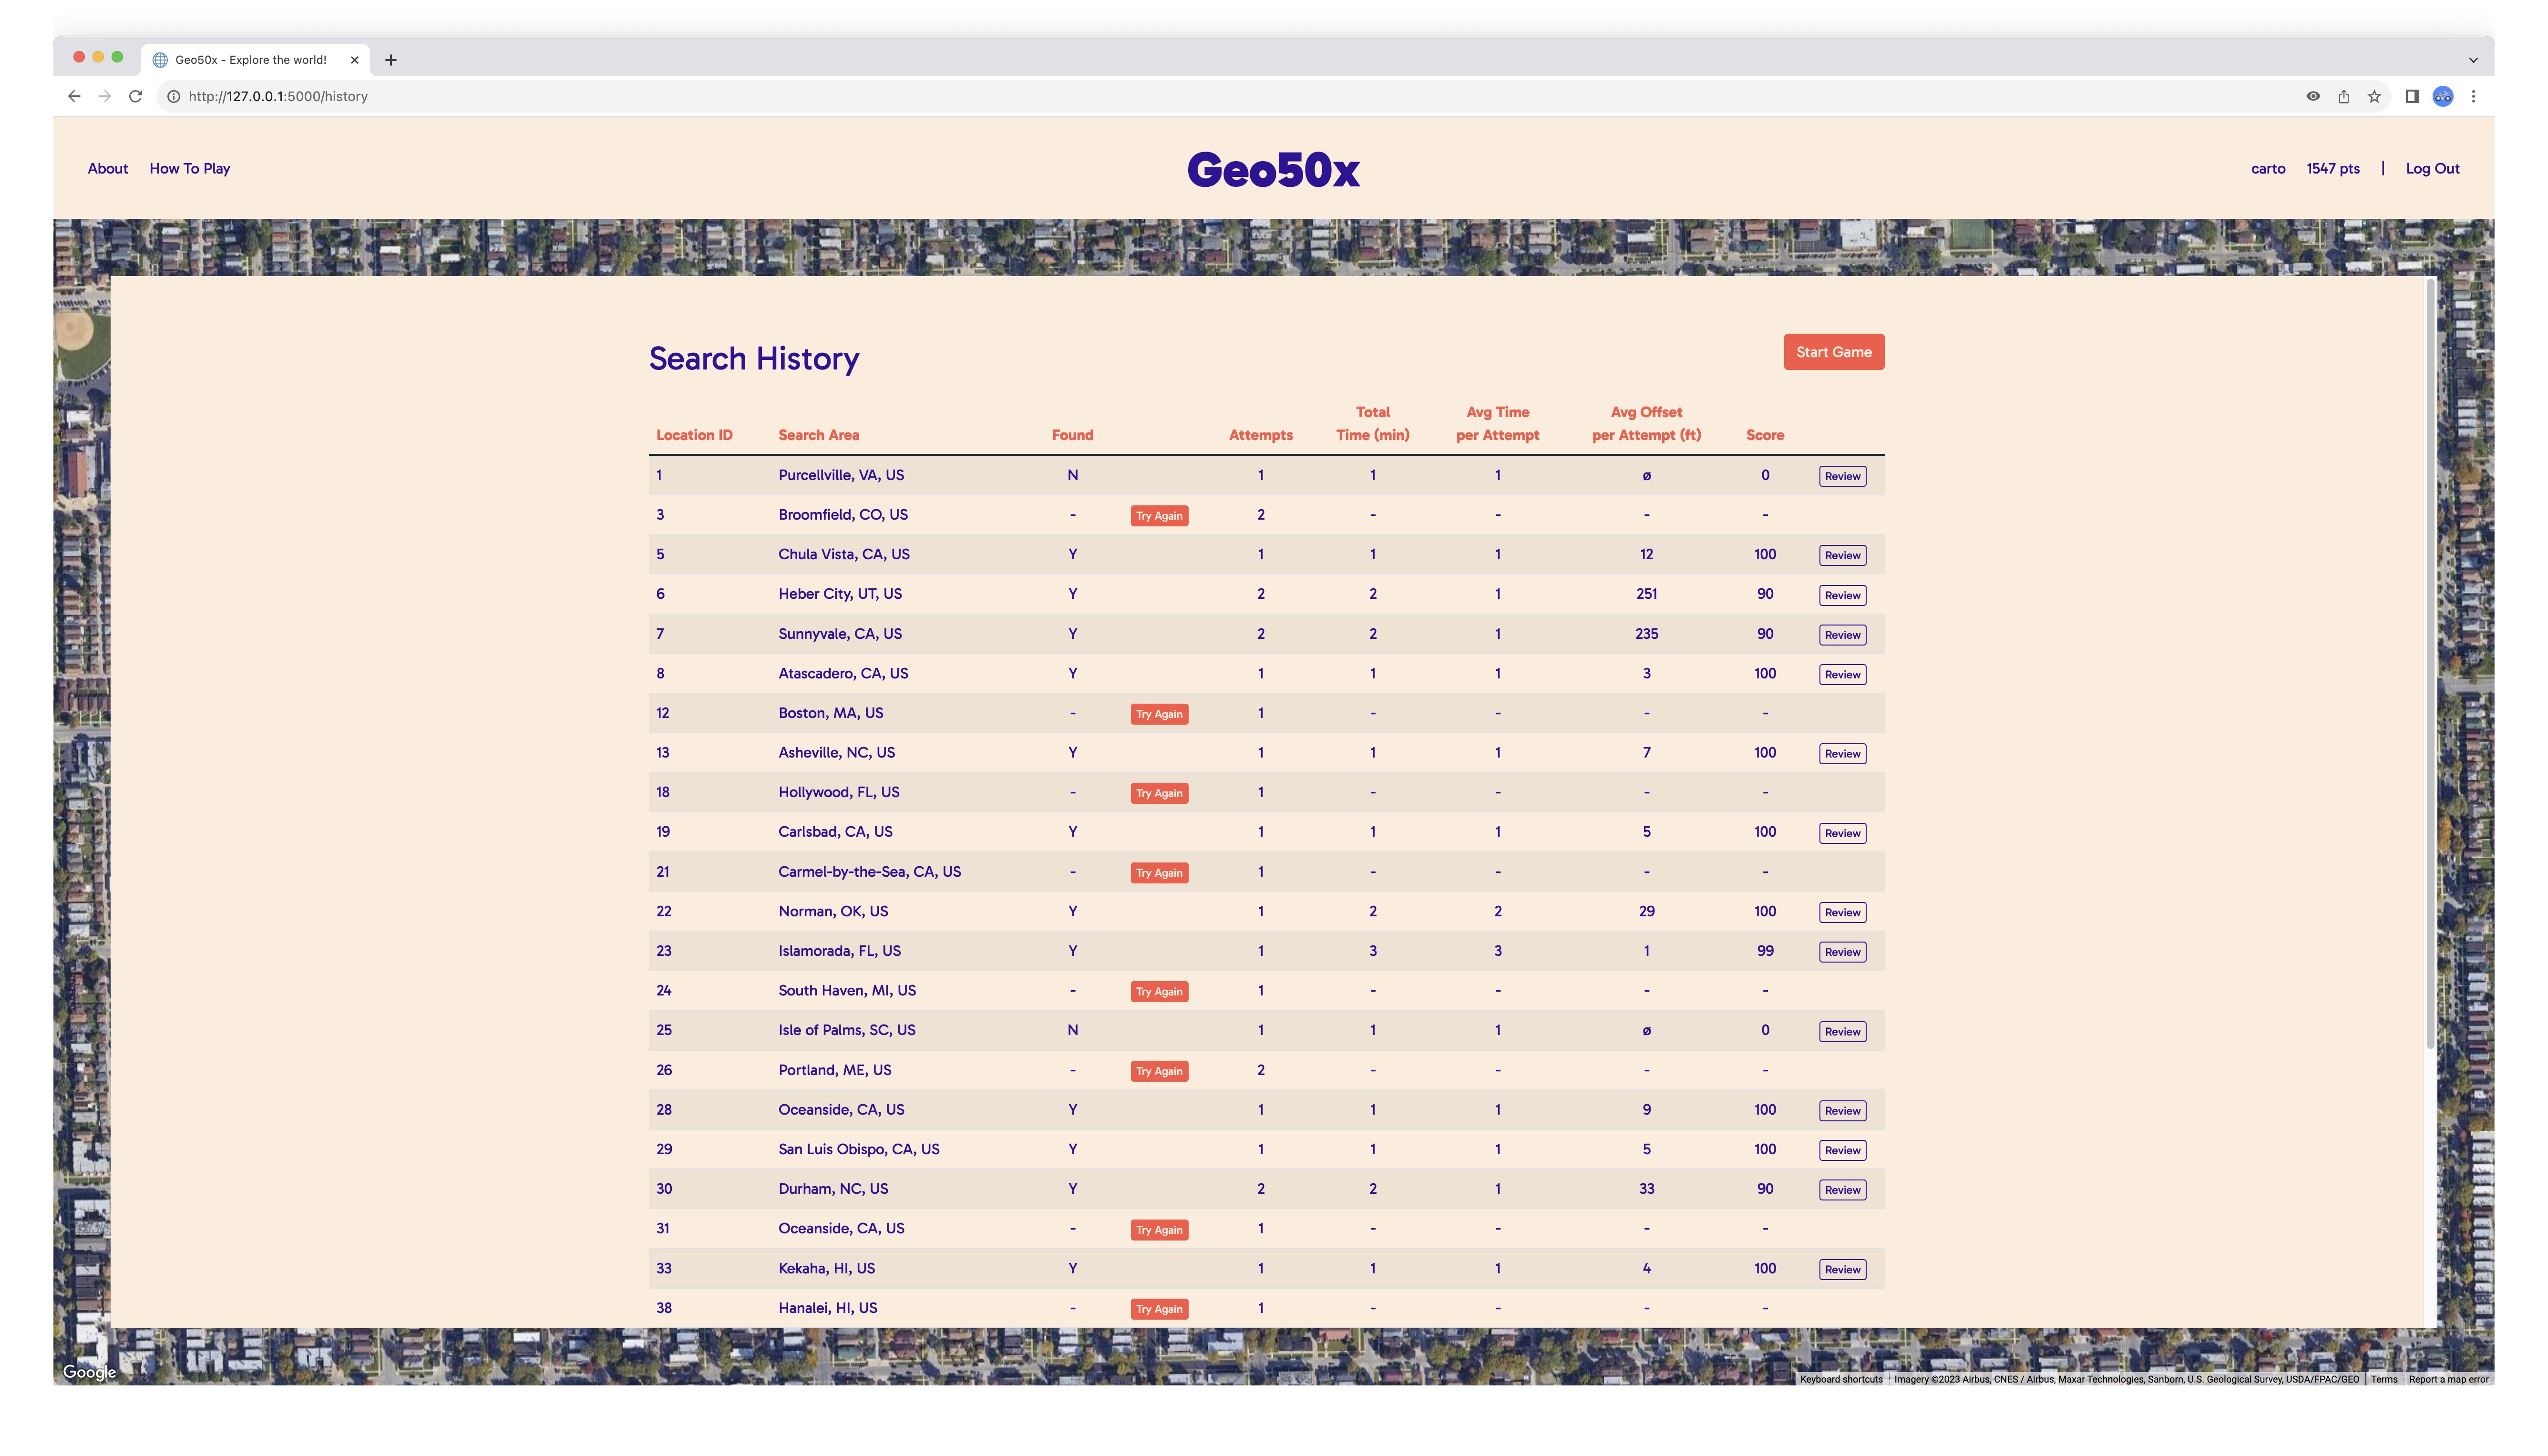 Geo50x - Explore the world!
http://127.0.0.1:5000/history
About How To Play Geo50x carto 1547 pts | Log Out
Search History Start Game
Location ID Search Area Found Attempts Total Time (min) Avg Time per Attempt Avg Offset per Attempt (ft) Score
1 Purcellville, VA, US N 1 1 1 ø 0 Review
3 Broomfield, CO, US - Try Again 2 - - - -
5 Chula Vista, CA, US Y 1 1 1 12 100 Review
6 Heber City, UT, US Y 2 2 1 251 90 Review
7 Sunnyvale, CA, US Y 2 2 1 235 90 Review
8 Atascadero, CA, US Y 1 1 1 3 100 Review
12 Boston, MA, US - Try Again 1 - - - -
13 Asheville, NC, US Y 1 1 1 7 100 Review
18 Hollywood, FL, US - Try Again 1 - - - -
19 Carlsbad, CA, US Y 1 1 1 5 100 Review
21 Carmel-by-the-Sea, CA, US - Try Again 1 - - - -
22 Norman, OK, US Y 1 2 2 29 100 Review
23 Islamorada, FL, US Y 1 3 3 1 99 Review
24 South Haven, MI, US - Try Again 1 - - - -
25 Isle of Palms, SC, US N 1 1 1 ø 0 Review
26 Portland, ME, US - Try Again 2 - - - -
28 Oceanside, CA, US Y 1 1 1 9 100 Review
29 San Luis Obispo, CA, US Y 1 1 1 5 100 Review
30 Durham, NC, US Y 2 2 1 33 90 Review
31 Oceanside, CA, US - Try Again 1 - - - -
33 Kekaha, HI, US Y 1 1 1 4 100 Review
38 Hanalei, HI, US - Try Again 1 - - - -
Google
Keyboard shortcuts Imagery ©2023 Airbus, CNES / Airbus, Maxar Technologies, Sanborn, U.S. Geological Survey, USDA/FPAC/GEO Terms Report a map error